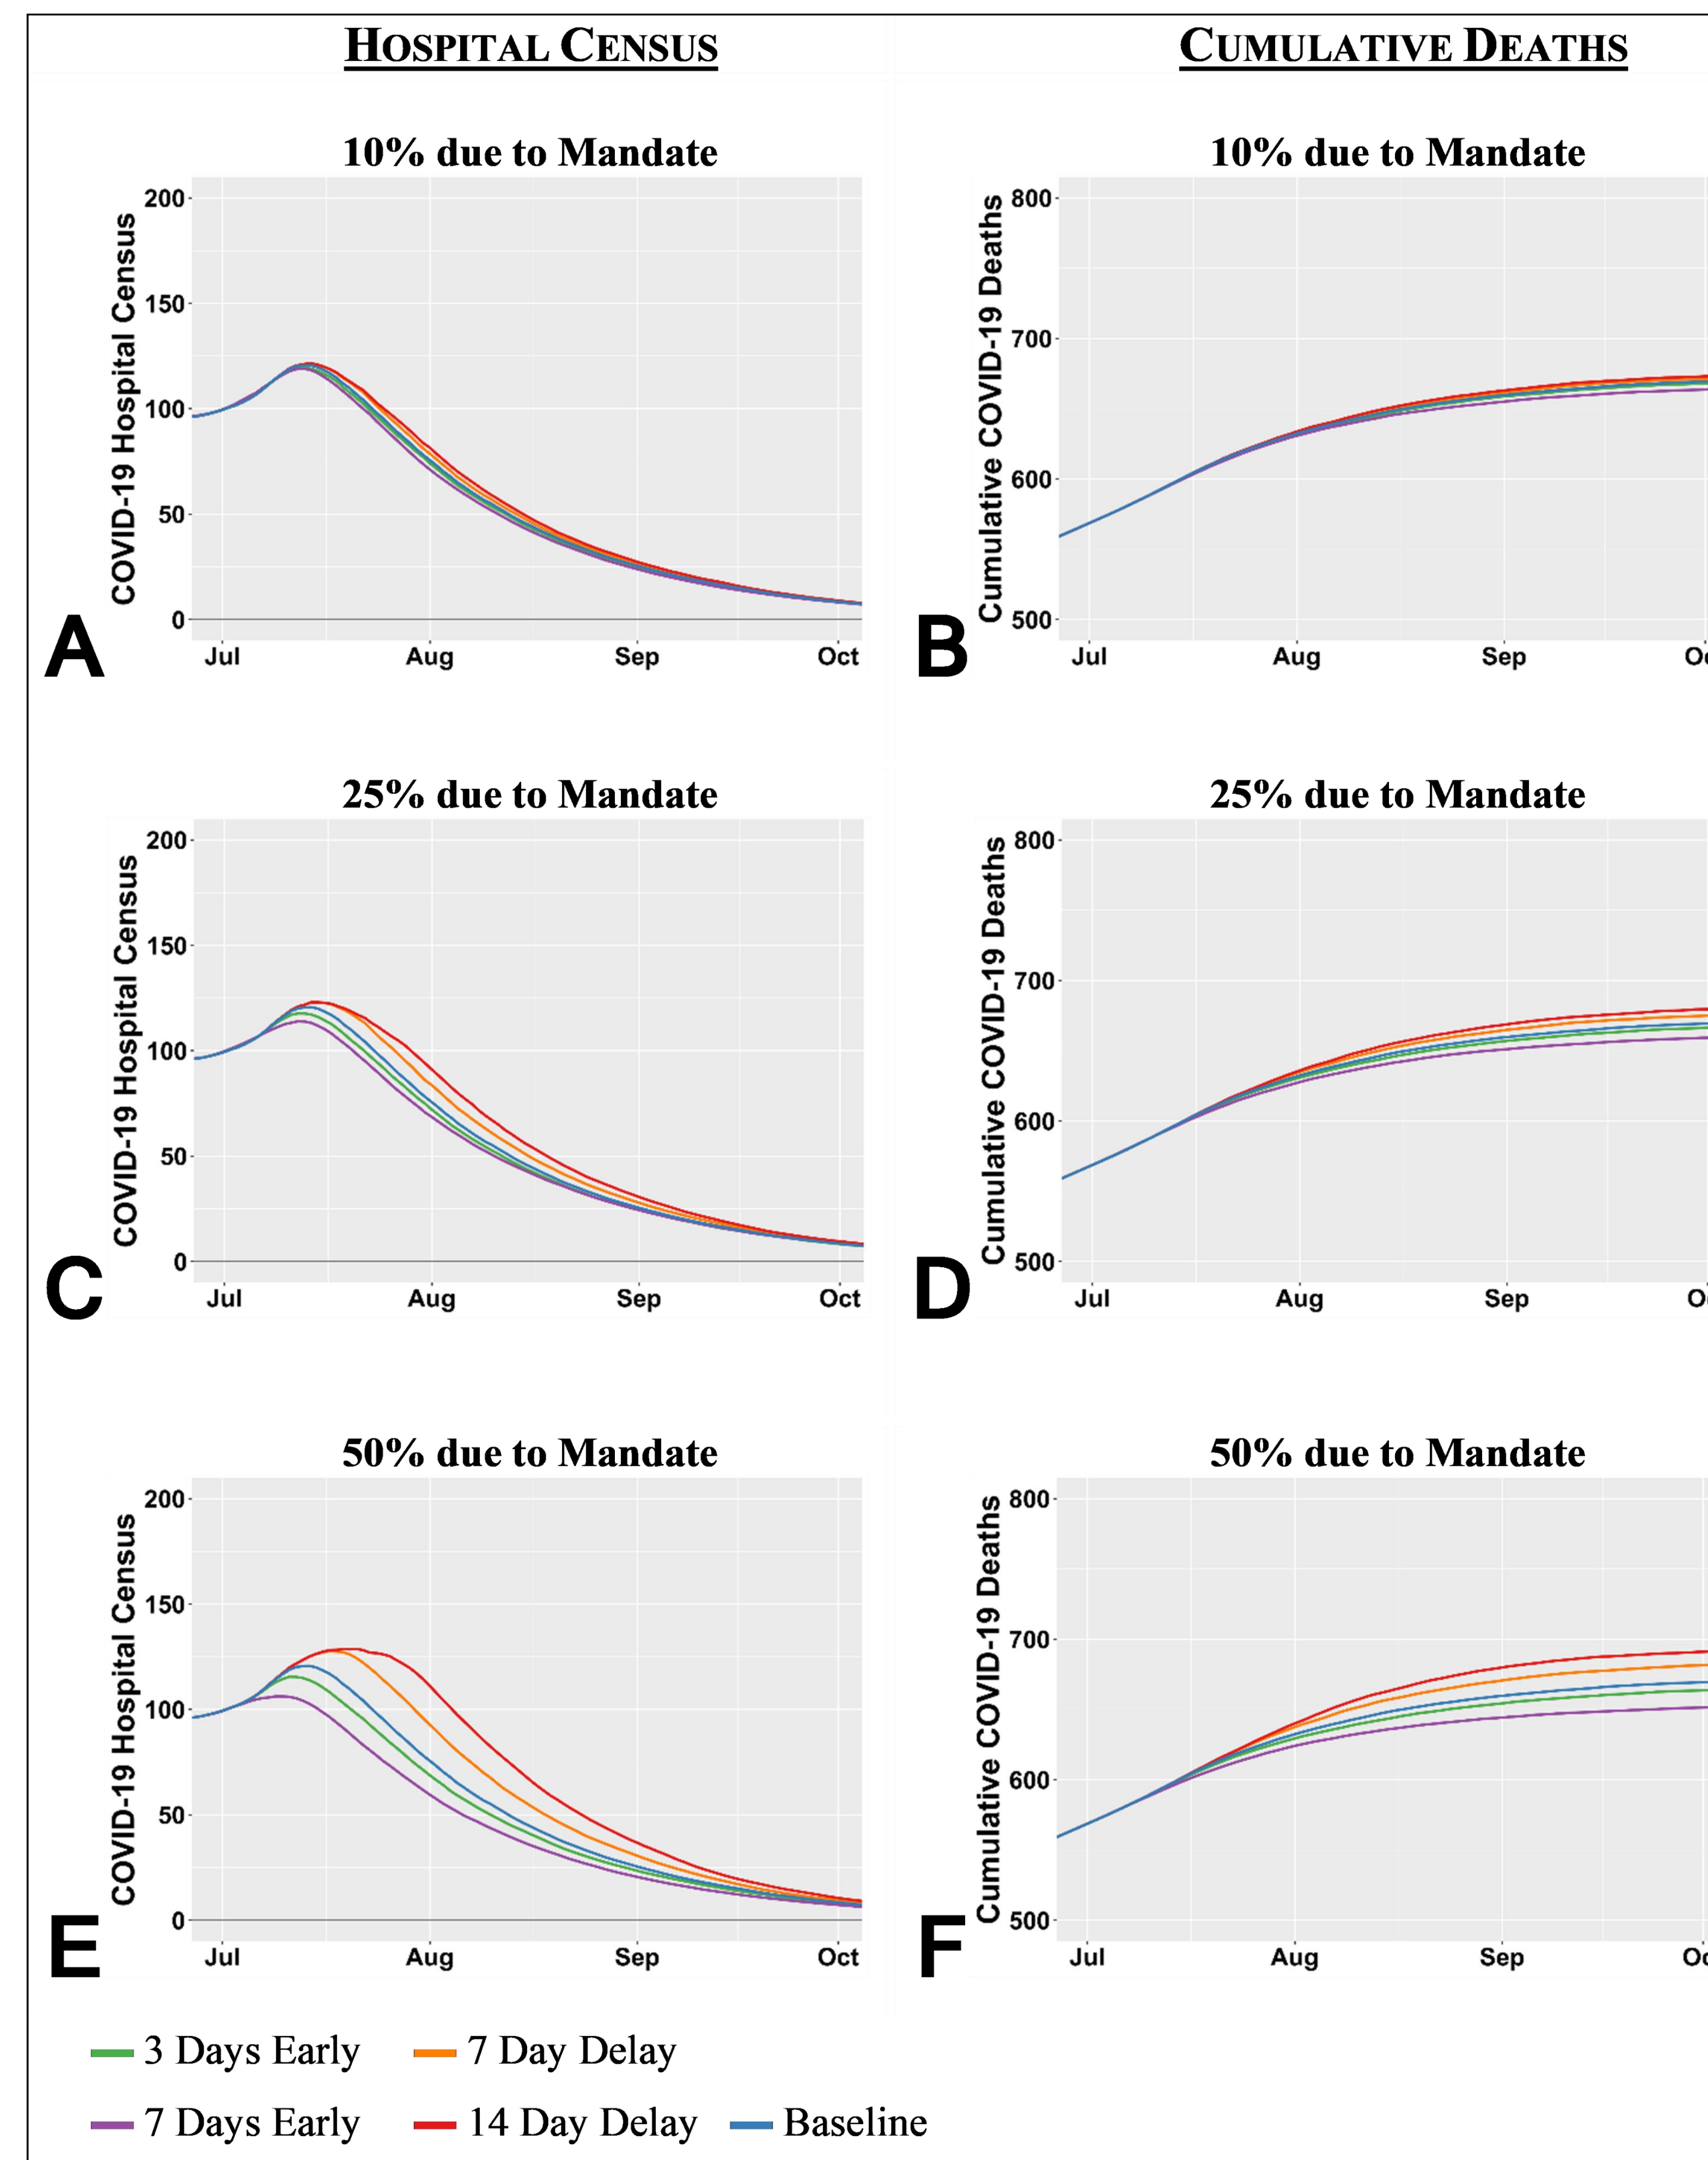 HOSPITAL CENSUS
CUMULATIVE DEATHS
10% due to Mandate
COVID-19 Hospital Census
200
150
100
50
0
Jul Aug Sep Oct
A
10% due to Mandate
Cumulative COVID-19 Deaths
800
700
600
500
Jul Aug Sep
B
25% due to Mandate
COVID-19 Hospital Census
200
150
100
50
0
Jul Aug Sep Oct
C
25% due to Mandate
Cumulative COVID-19 Deaths
800
700
600
500
Jul Aug Sep
D
50% due to Mandate
COVID-19 Hospital Census
200
150
100
50
0
Jul Aug Sep Oct
E
50% due to Mandate
Cumulative COVID-19 Deaths
800
700
600
500
Jul Aug Sep
F
3 Days Early 7 Day Delay
7 Days Early 14 Day Delay Baseline